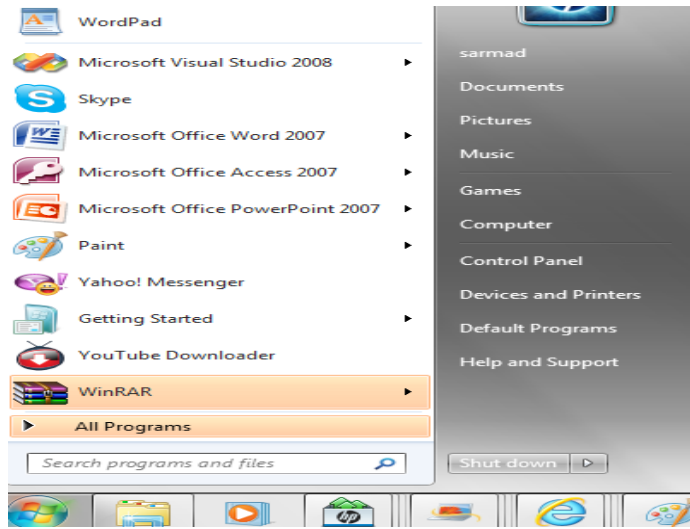 WordPad
Microsoft Visual Studio 2008
Skype
Microsoft Office Word 2007
Microsoft Office Access 2007
Microsoft Office PowerPoint 2007
Paint
Yahoo! Messenger
Getting Started
YouTube Downloader
WinRAR
All Programs
Search programs and files
sarmad
Documents
Pictures
Music
Games
Computer
Control Panel
Devices and Printers
Default Programs
Help and Support
Shut down
hp